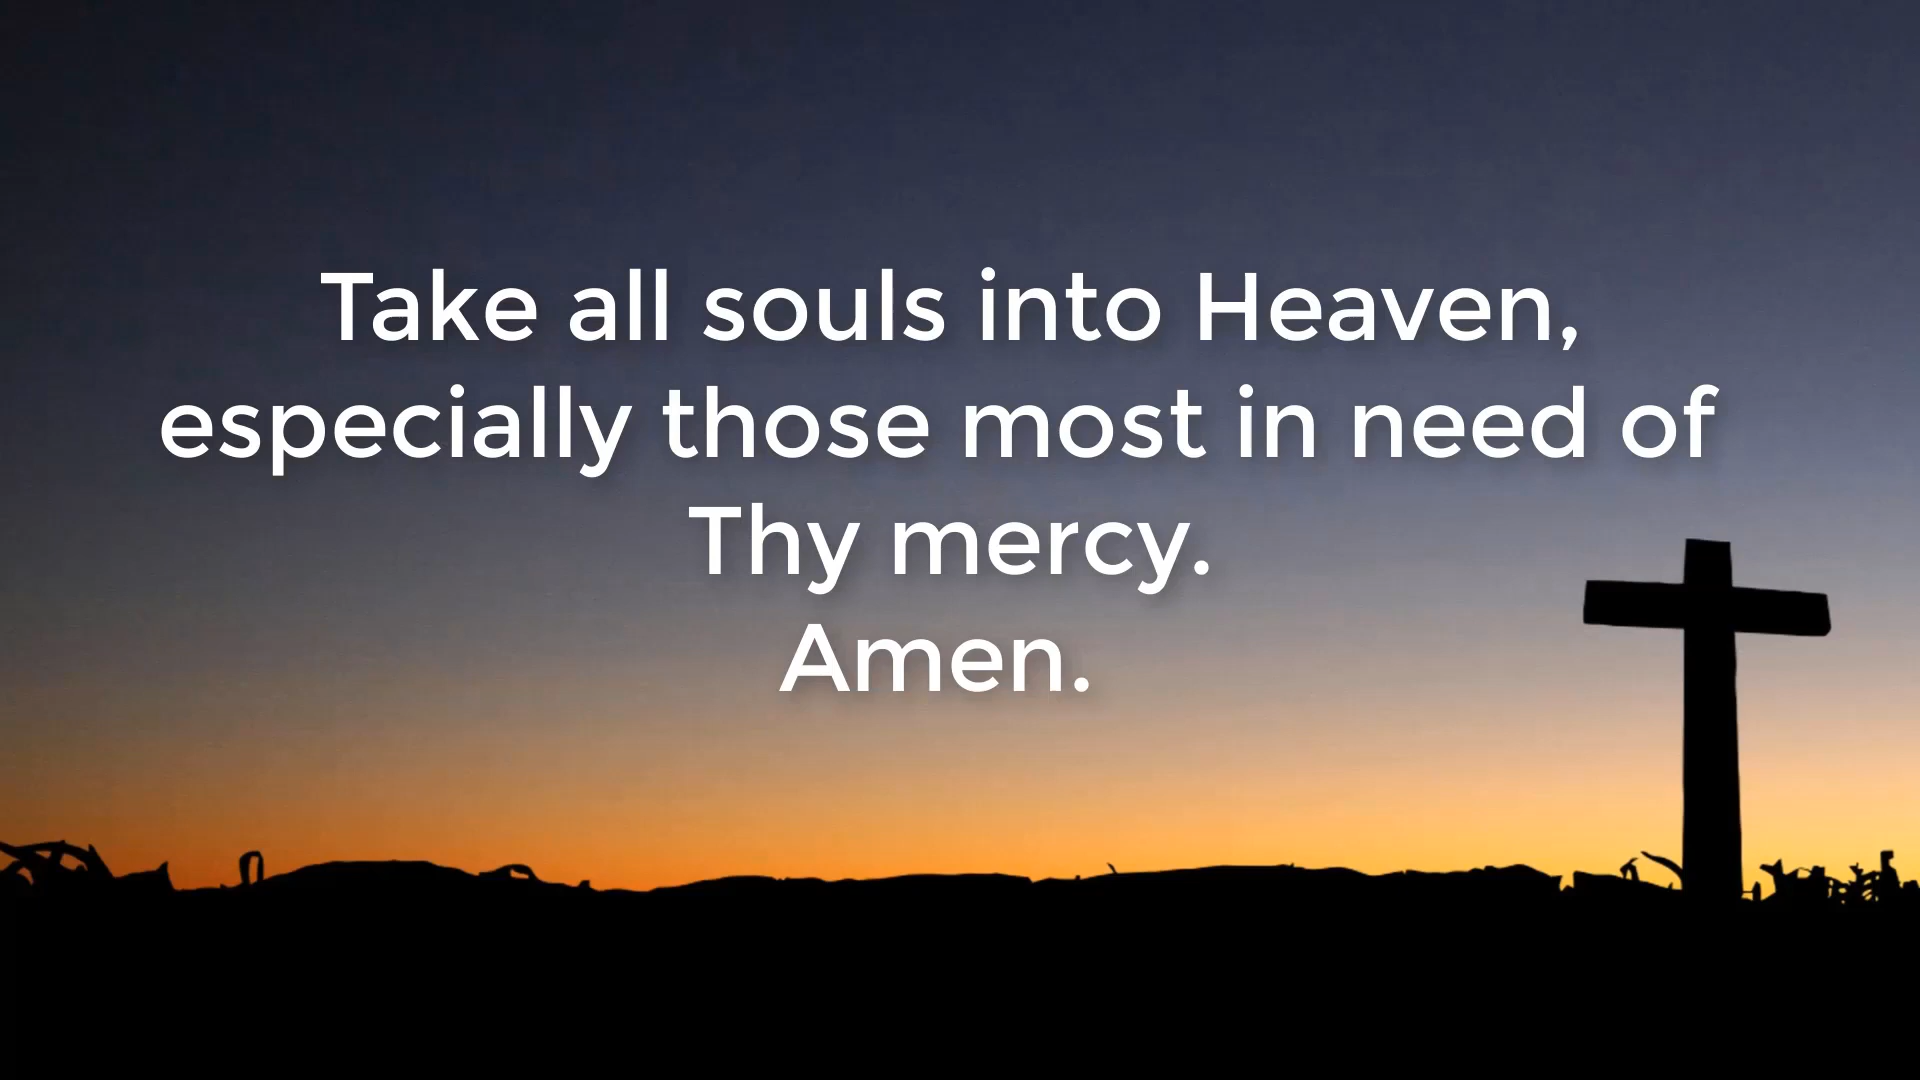 Take all souls into Heaven,
especially those most in need of
Thy mercy.
Amen.